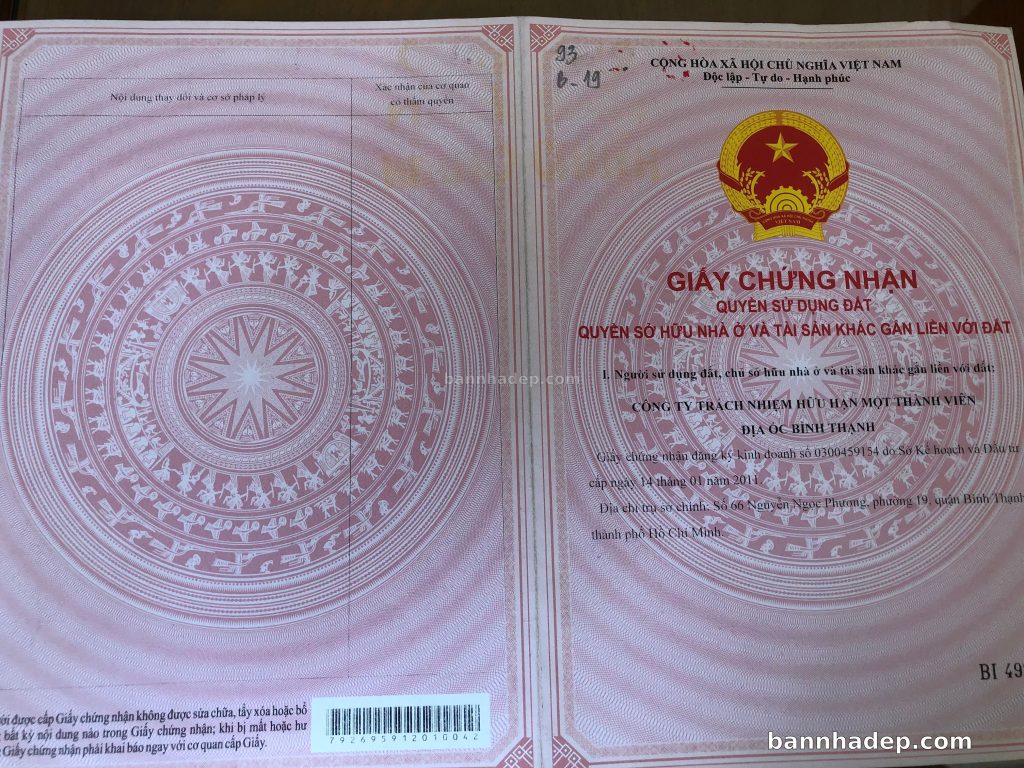 Nội dung thay đổi và cơ sở pháp lý
Xác nhận của cơ quan
có thẩm quyền
bannhadep.com
ười được cấp Giấy chứng nhận không được sửa chữa, tẩy xóa hoặc bổ
bất kỳ nội dung nào trong Giấy chứng nhận; khi bị mất hoặc hư
Giấy chứng nhận phải khai báo ngay với cơ quan cấp Giấy.
792695912010042
93
B-19
CỘNG HÒA XÃ HỘI CHỦ NGHĨA VIỆT NAM
Độc lập - Tự do - Hạnh phúc
VIỆT NAM
GIẤY CHỨNG NHẬN
QUYỀN SỬ DỤNG ĐẤT
QUYỀN SỞ HỮU NHÀ Ở VÀ TÀI SẢN KHÁC GẮN LIỀN VỚI ĐẤT
I. Người sử dụng đất, chủ sở hữu nhà ở và tài sản khác gắn liền với đất:
CÔNG TY TRÁCH NHIỆM HỮU HẠN MỘT THÀNH VIÊN
ĐỊA ỐC BÌNH THẠNH
Giấy chứng nhận đăng ký kinh doanh số 0300459154 do Sở Kế hoạch và Đầu tư
cấp ngày 14 tháng 01 năm 2011.
Địa chỉ trụ sở chính: Số 66 Nguyễn Ngọc Phương, phường 19, quận Bình Thạnh
thành phố Hồ Chí Minh.
BI 49
bannhadep.com